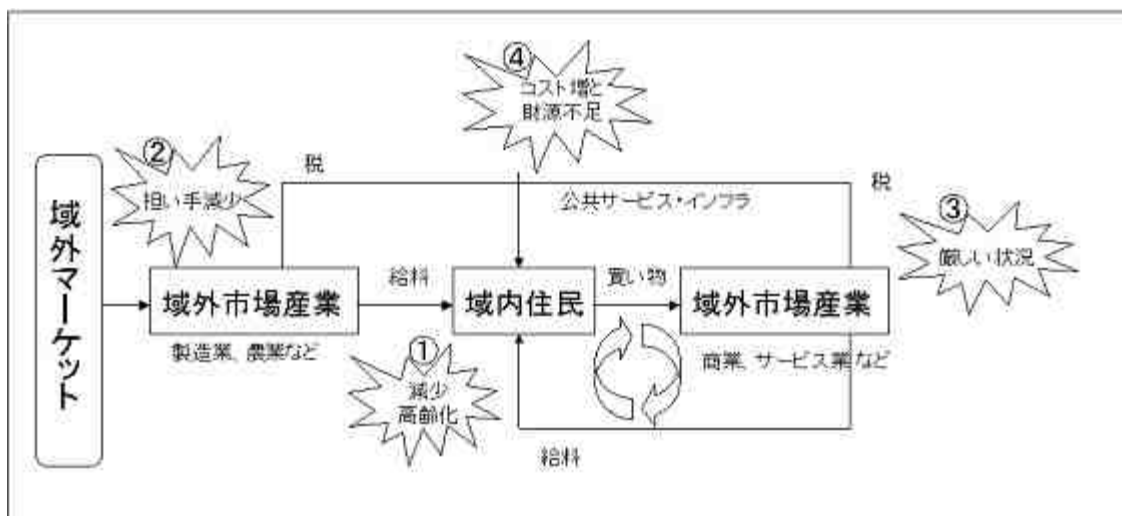 ④
コスト増と
財源不足
②
担い手減少
税
税
公共サービス・インフラ
③
厳しい状況
域外マーケット
給料
買い物
域外市場産業
域内住民
域外市場産業
製造業、農業など
商業、サービス業など
①
減少
高齢化
給料